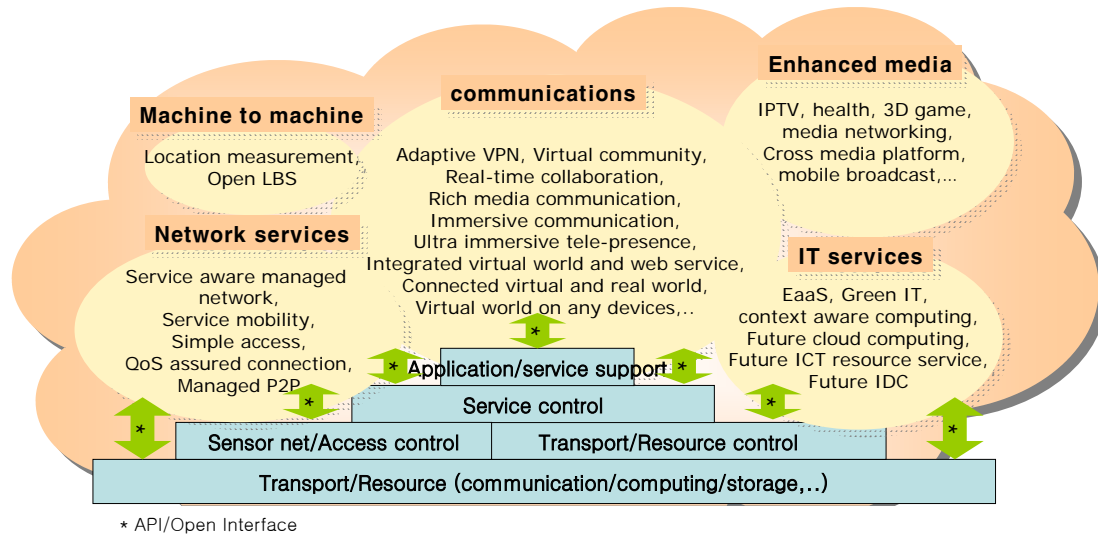 Enhanced media
IPTV, health, 3D game,
media networking,
Cross media platform,
mobile broadcast,…
communications
Adaptive VPN, Virtual community,
Real-time collaboration,
Rich media communication,
Immersive communication,
Ultra immersive tele-presence,
Integrated virtual world and web service,
Connected virtual and real world,
Virtual world on any devices,..
Machine to machine
Location measurement,
Open LBS
Network services
Service aware managed
network,
Service mobility,
Simple access,
QoS assured connection,
Managed P2P
IT services
EaaS, Green IT,
context aware computing,
Future cloud computing,
Future ICT resource service,
Future IDC
*
* Application/service support *
* Service control *
* Sensor net/Access control Transport/Resource control *
Transport/Resource (communication/computing/storage,..)
* API/Open Interface